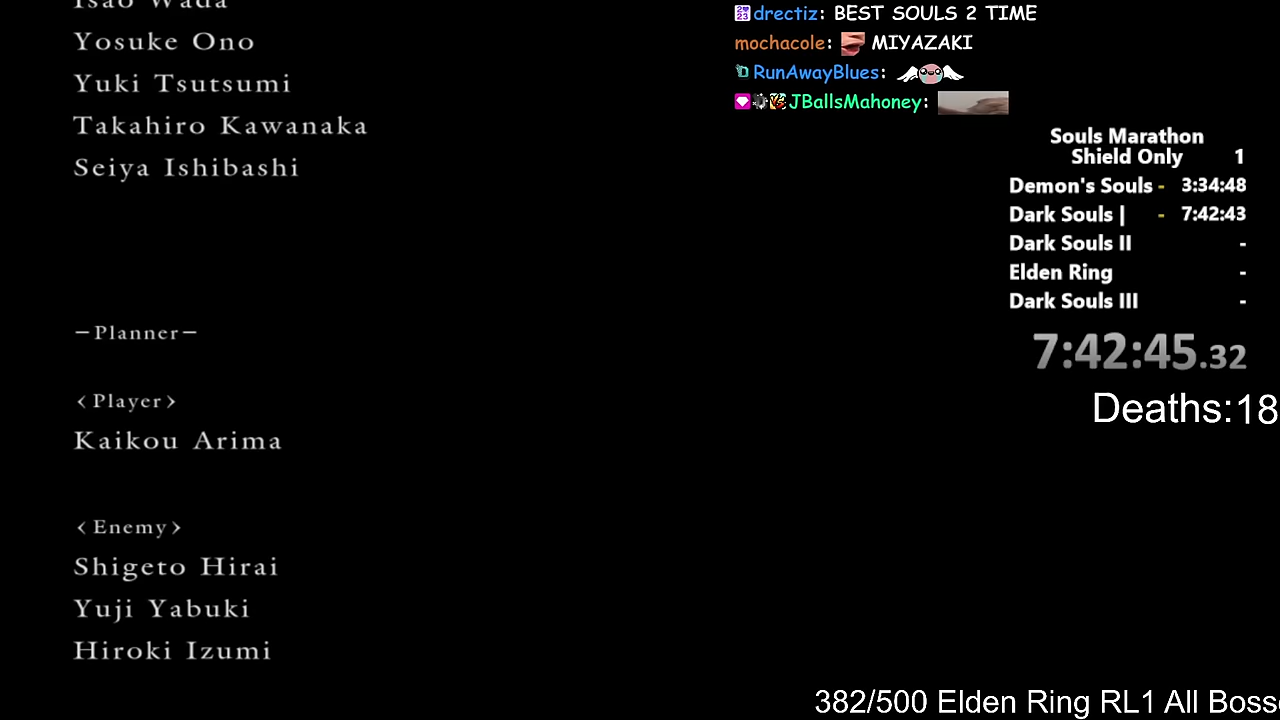 Isao Wada
Yosuke Ono
Yuki Tsutsumi
Takahiro Kawanaka
Seiya Ishibashi
—Planner—
<Player>
Kaikou Arima
<Enemy>
Shigeto Hirai
Yuji Yabuki
Hiroki Izumi
drectiz: BEST SOULS 2 TIME
mochacole: MIYAZAKI
RunAwayBlues:
JBallsMahoney:
Souls Marathon
Shield Only 1
Demon's Souls - 3:34:48
Dark Souls | - 7:42:43
Dark Souls II -
Elden Ring -
Dark Souls III -
7:42:45.32
Deaths:18
382/500 Elden Ring RL1 All Boss